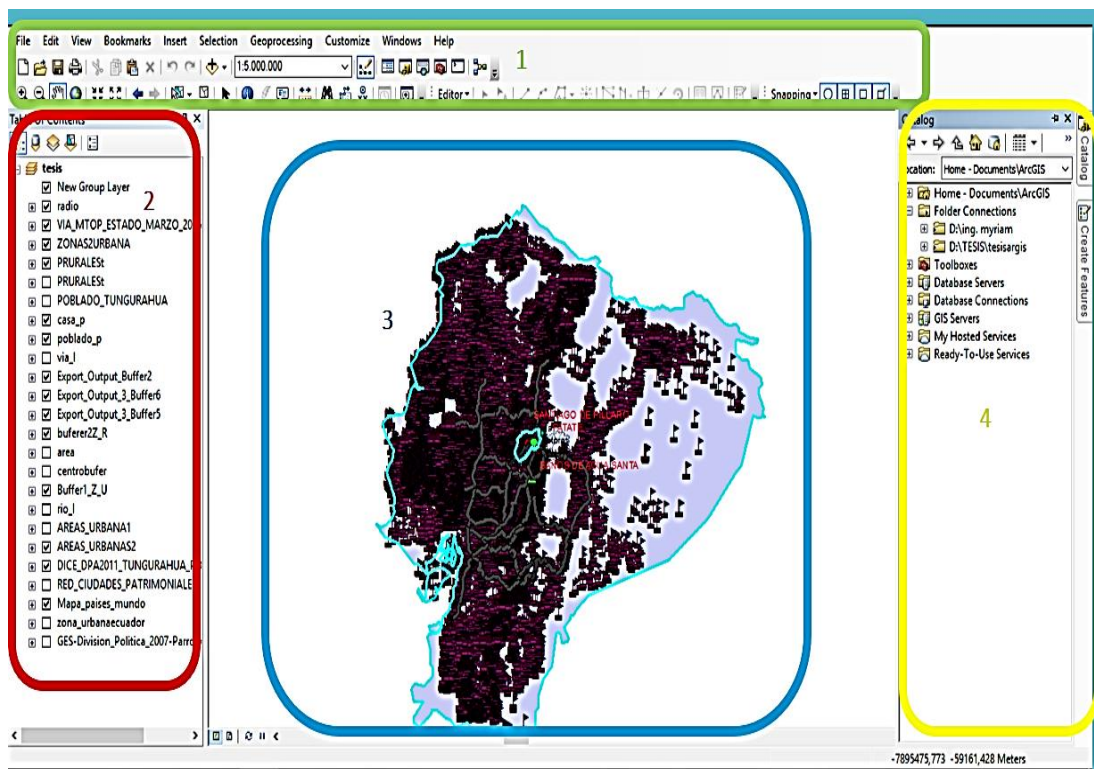 File Edit View Bookmarks Insert Selection Geoprocessing Customize Windows Help
1
1:5.000.000
Editor
Snapping
Table Of Contents
tesis
New Group Layer
2
radio
VIA_MTOP_ESTADO_MARZO_20
ZONAS2URBANA
PRURALESt
PRURALESt
POBLADO_TUNGURAHUA
casa_p
poblado_p
via_l
Export_Output_Buffer2
Export_Output_3_Buffer6
Export_Output_3_Buffer5
buferer2Z_R
area
centrobufer
Buffer1_Z_U
rio_l
AREAS_URBANA1
AREAS_URBANAS2
DICE_DPA2011_TUNGURAHUA_P
RED_CIUDADES_PATRIMONIALE
Mapa_paises_mundo
zona_urbanaecuador
GES-Division_Politica_2007-Parro
3
SANTIAGO DE PILLARO
Catalog
Location: Home - Documents\ArcGIS
Home - Documents\ArcGIS
Folder Connections
D:\ing. myriam
D:\TESIS\tesisargis
Toolboxes
Database Servers
Database Connections
GIS Servers
My Hosted Services
Ready-To-Use Services
4
Catalog
Create Features
-7895475,773 -59161,428 Meters